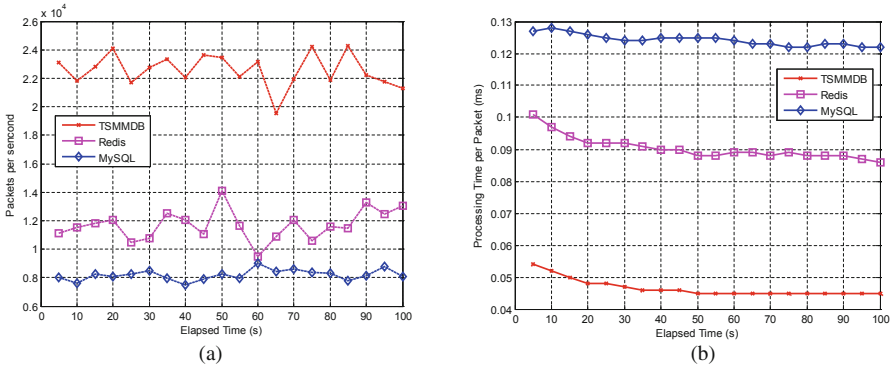 x 10⁴
2.6
2.4
2.2
2
1.8
1.6
1.4
1.2
1
0.8
0.6
Packets per sencond
TSMMDB
Redis
MySQL
0 10 20 30 40 50 60 70 80 90 100
Elapsed Time (s)
(a)
0.13
0.12
0.11
0.1
0.09
0.08
0.07
0.06
0.05
0.04
Processing Time per Packet (ms)
TSMMDB
Redis
MySQL
0 10 20 30 40 50 60 70 80 90 100
Elapsed Time (s)
(b)